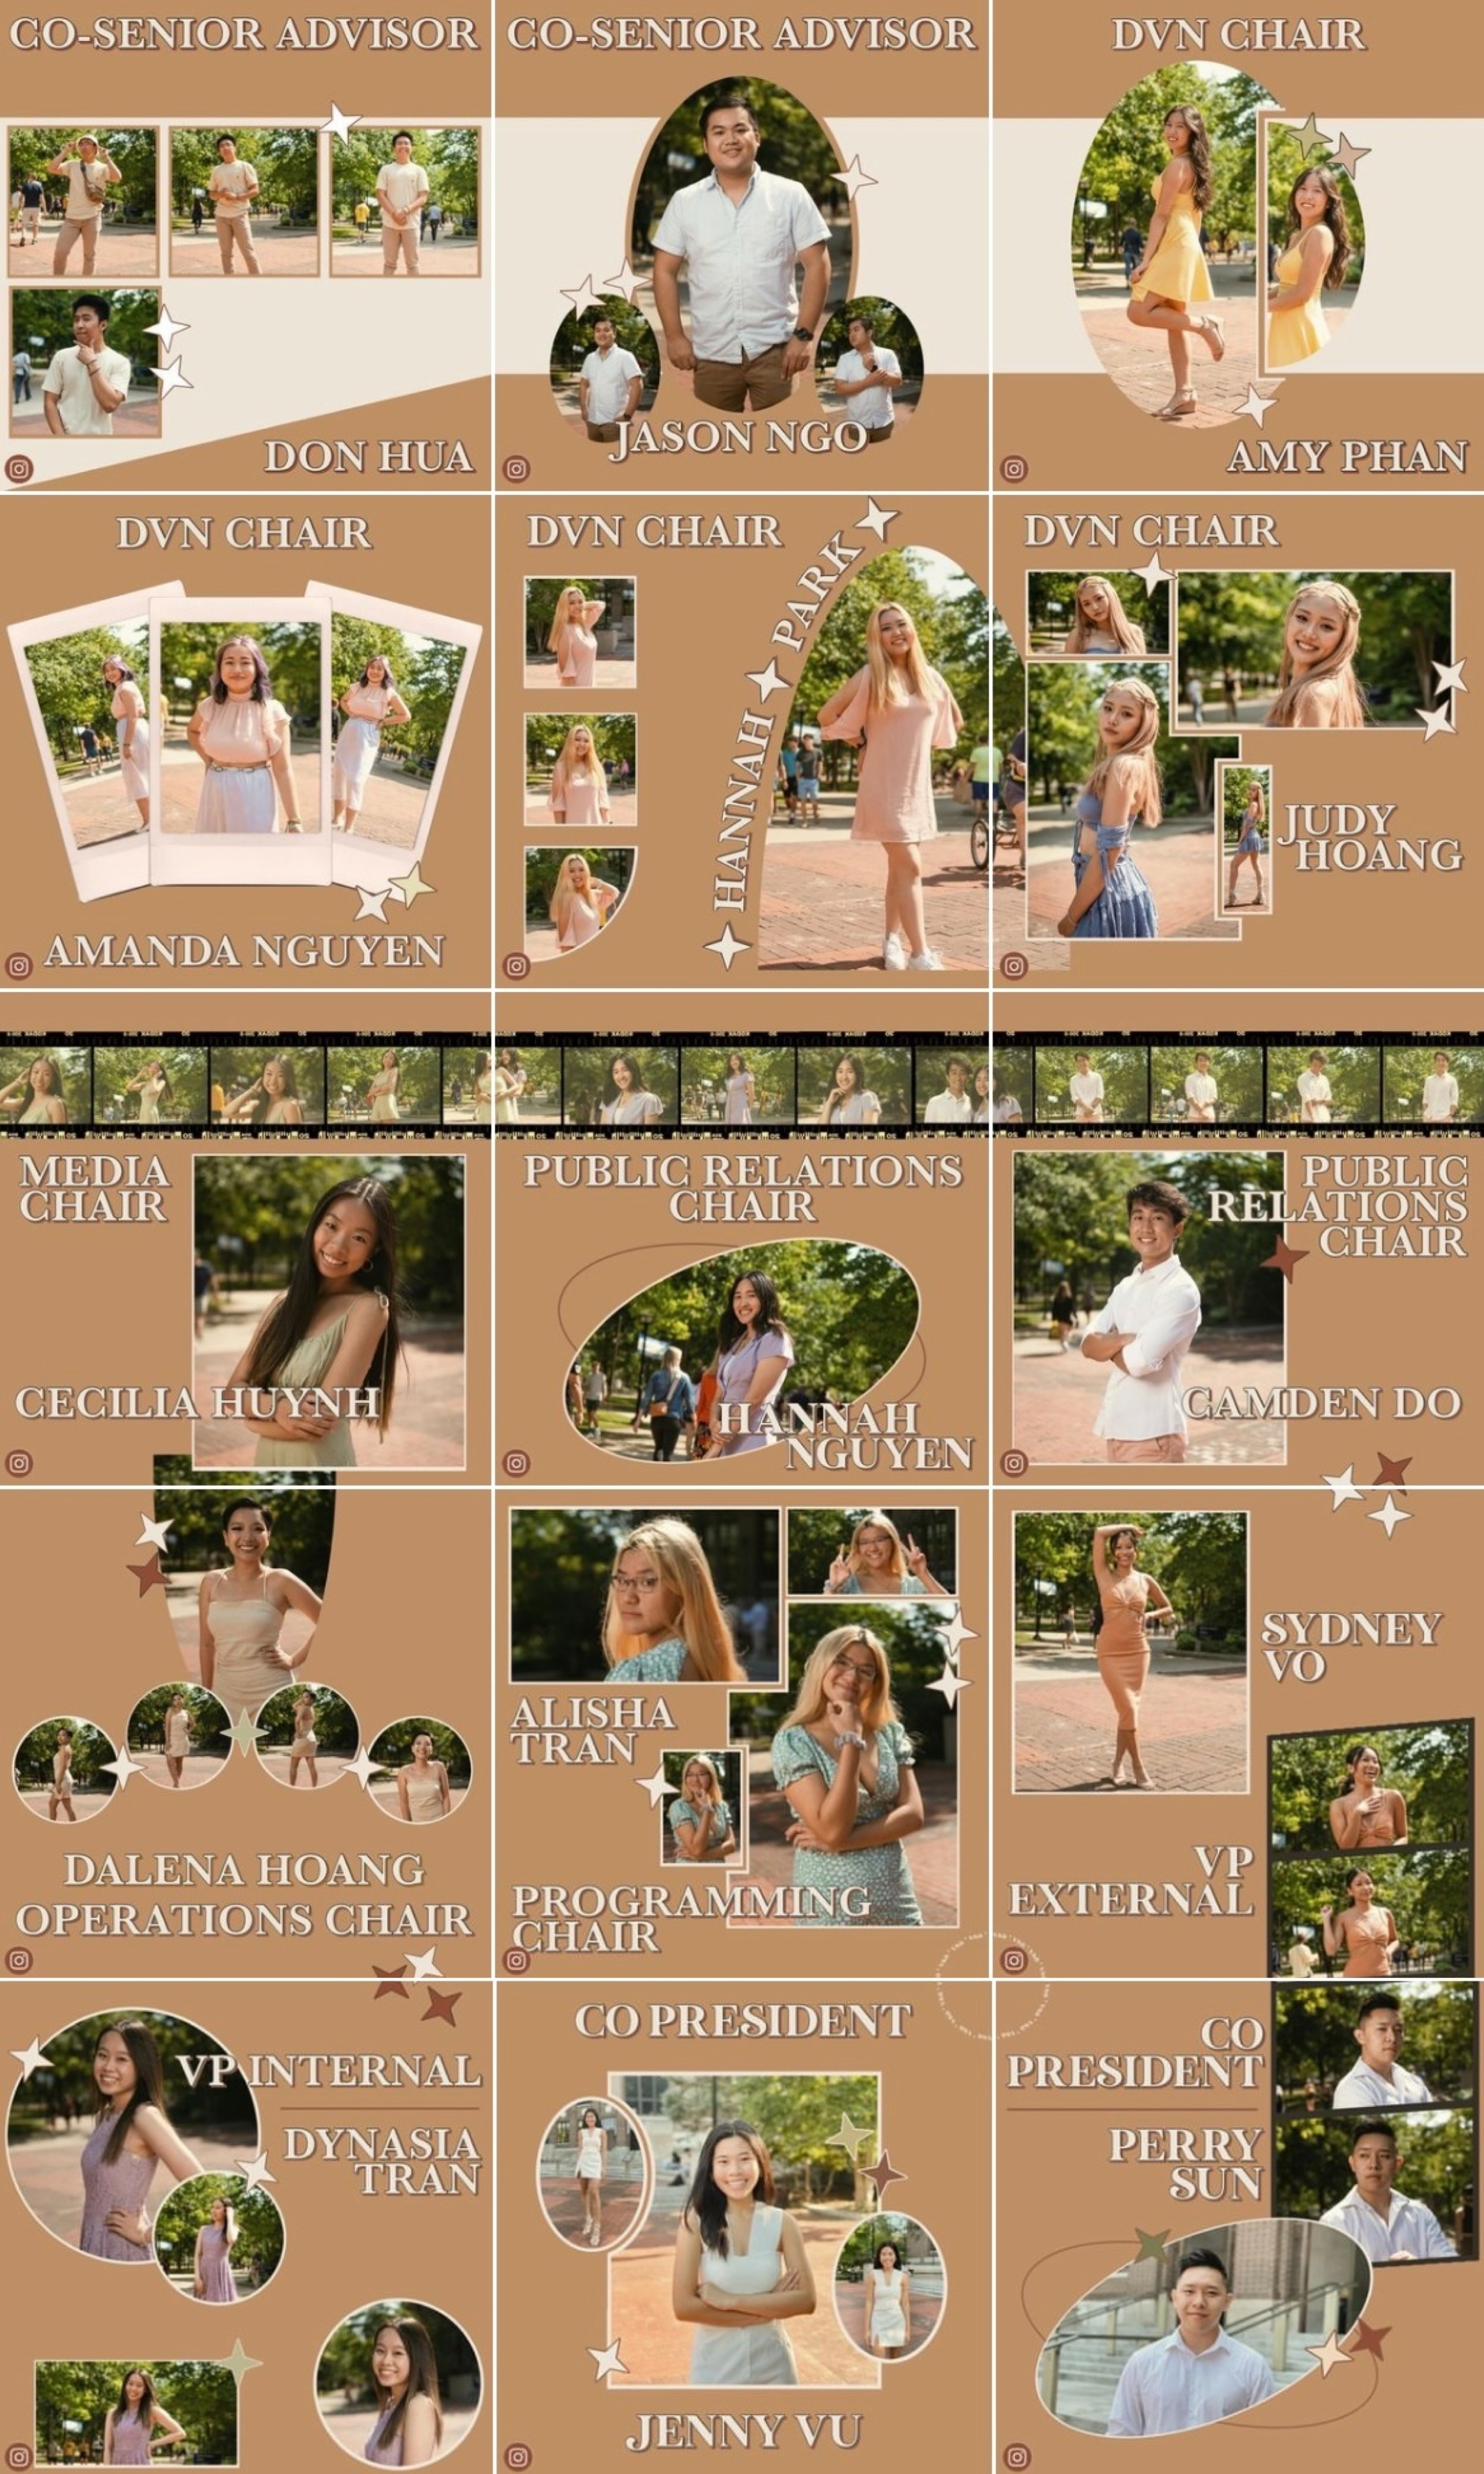 CO-SENIOR ADVISOR
DON HUA
CO-SENIOR ADVISOR
JASON NGO
DVN CHAIR
AMY PHAN
DVN CHAIR
AMANDA NGUYEN
DVN CHAIR
HANNAH PARK
DVN CHAIR
JUDY
HOANG
MEDIA
CHAIR
CECILIA HUYNH
PUBLIC RELATIONS
CHAIR
HANNAH
NGUYEN
PUBLIC
RELATIONS
CHAIR
CAMDEN DO
DALENA HOANG
OPERATIONS CHAIR
ALISHA
TRAN
PROGRAMMING
CHAIR
SYDNEY
VO
VP
EXTERNAL
VP INTERNAL
DYNASIA
TRAN
CO PRESIDENT
JENNY VU
CO
PRESIDENT
PERRY
SUN